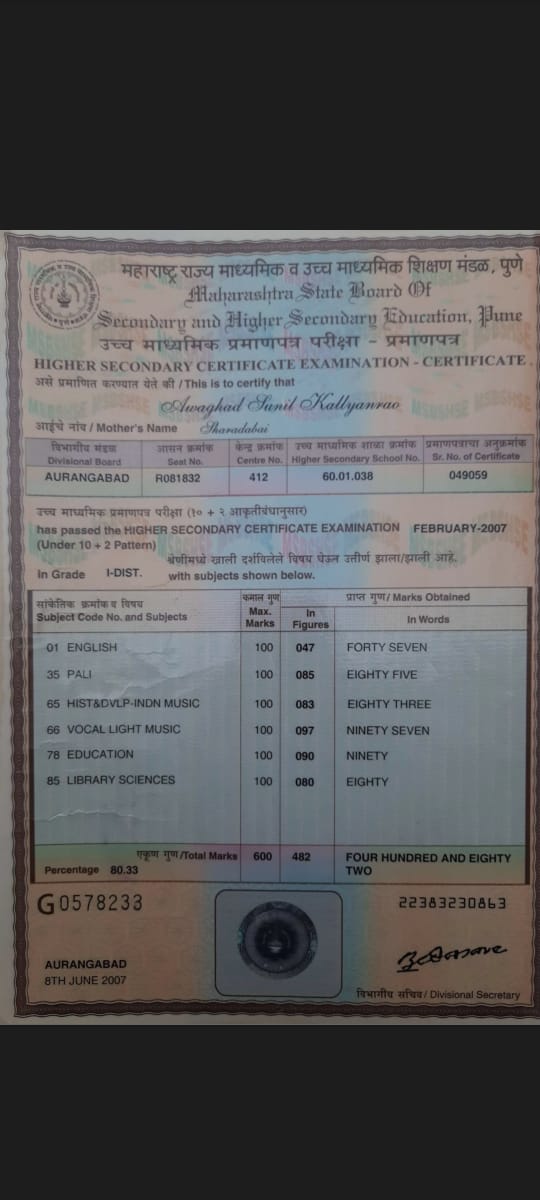 महाराष्ट्र राज्य माध्यमिक व उच्च माध्यमिक शिक्षण मंडळ, पुणे
Maharashtra State Board Of
Secondary and Higher Secondary Education, Pune
उच्च माध्यमिक प्रमाणपत्र परीक्षा - प्रमाणपत्र
HIGHER SECONDARY CERTIFICATE EXAMINATION - CERTIFICATE
असे प्रमाणित करण्यात येते की / This is to certify that
Awaghad Sunil Kallyanrao
आईचे नांव / Mother's Name Sharadabai
विभागीय मंडळ आसन क्रमांक केन्द्र क्रमांक उच्च माध्यमिक शाळा क्रमांक प्रमाणपत्राचा अनुक्रमांक
Divisional Board Seat No. Centre No. Higher Secondary School No. Sr. No. of Certificate
AURANGABAD R081832 412 60.01.038 049059
उच्च माध्यमिक प्रमाणपत्र परीक्षा (१० + २ आकृतीबंधानुसार)
has passed the HIGHER SECONDARY CERTIFICATE EXAMINATION FEBRUARY-2007
(Under 10 + 2 Pattern)
श्रेणीमध्ये खाली दर्शविलेले विषय घेऊन उत्तीर्ण झाला/झाली आहे.
In Grade I-DIST. with subjects shown below.
सांकेतिक क्रमांक व विषय कमाल गुण प्राप्त गुण/ Marks Obtained
Subject Code No. and Subjects Max. Marks In Figures In Words
01 ENGLISH 100 047 FORTY SEVEN
35 PALI 100 085 EIGHTY FIVE
65 HIST&DVLP-INDN MUSIC 100 083 EIGHTY THREE
66 VOCAL LIGHT MUSIC 100 097 NINETY SEVEN
78 EDUCATION 100 090 NINETY
85 LIBRARY SCIENCES 100 080 EIGHTY
एकूण गुण/Total Marks 600 482 FOUR HUNDRED AND EIGHTY TWO
Percentage 80.33
G0578233 22383230863
AURANGABAD
8TH JUNE 2007
विभागीय सचिव/ Divisional Secretary